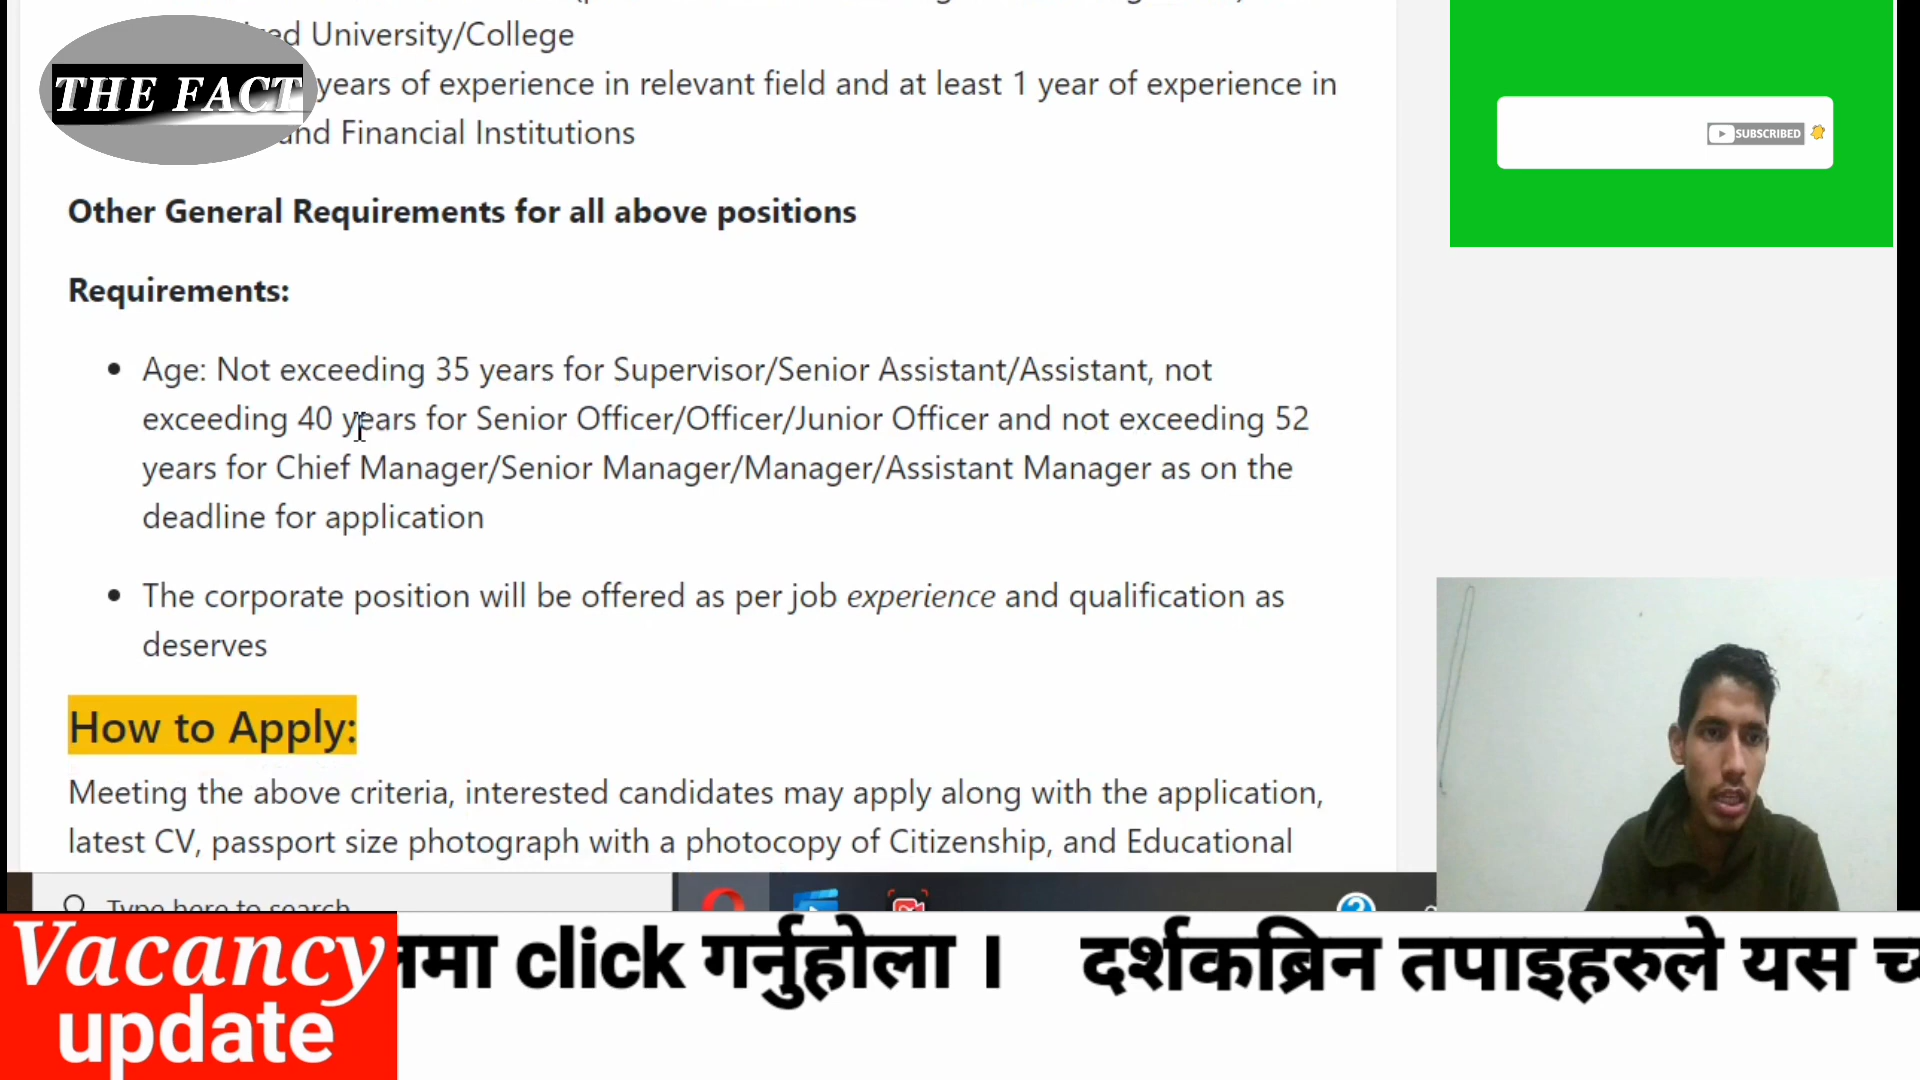 ed University/College
THE FACT
years of experience in relevant field and at least 1 year of experience in
and Financial Institutions
SUBSCRIBED
Other General Requirements for all above positions
Requirements:
• Age: Not exceeding 35 years for Supervisor/Senior Assistant/Assistant, not
exceeding 40 years for Senior Officer/Officer/Junior Officer and not exceeding 52
years for Chief Manager/Senior Manager/Manager/Assistant Manager as on the
deadline for application
• The corporate position will be offered as per job experience and qualification as
deserves
How to Apply:
Meeting the above criteria, interested candidates may apply along with the application,
latest CV, passport size photograph with a photocopy of Citizenship, and Educational
Type here to search
Vacancy
update
click गर्नुहोला । दर्शकब्रिन तपाइहरुले यस